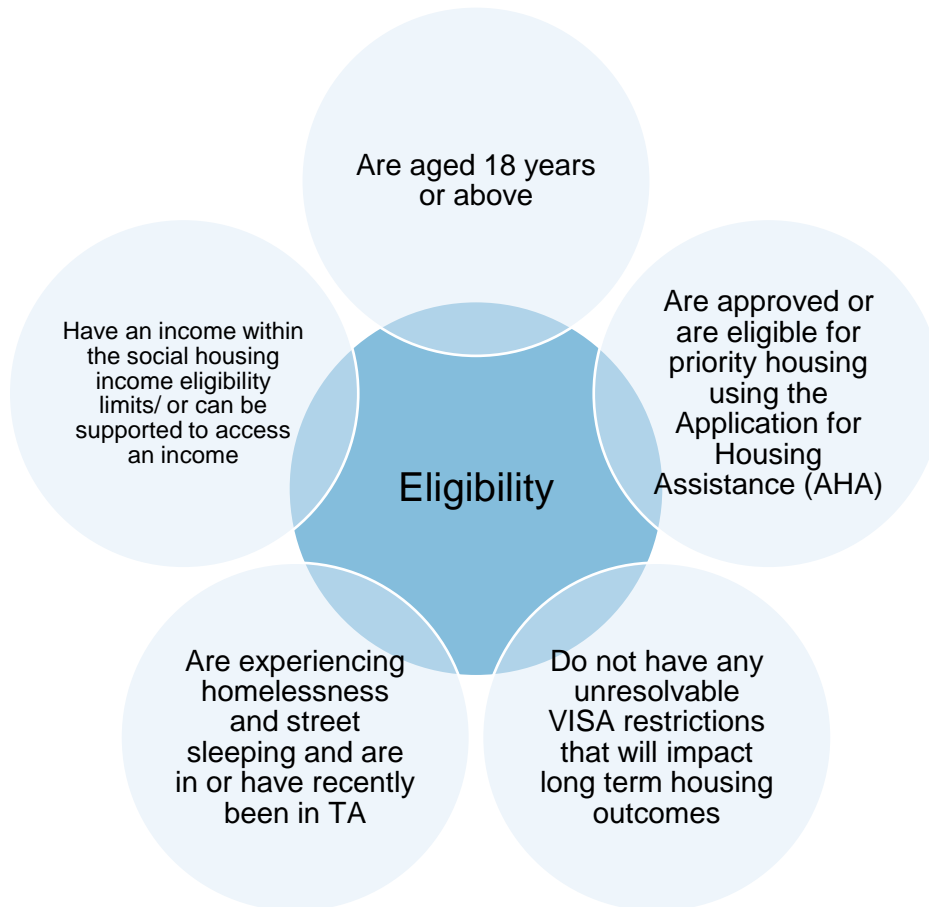 Are aged 18 years
or above
Are approved or
are eligible for
priority housing
using the
Application for
Housing
Assistance (AHA)
Do not have any
unresolvable
VISA restrictions
that will impact
long term housing
outcomes
Are experiencing
homelessness
and street
sleeping and are
in or have recently
been in TA
Have an income within
the social housing
income eligibility
limits/ or can be
supported to access
an income
Eligibility